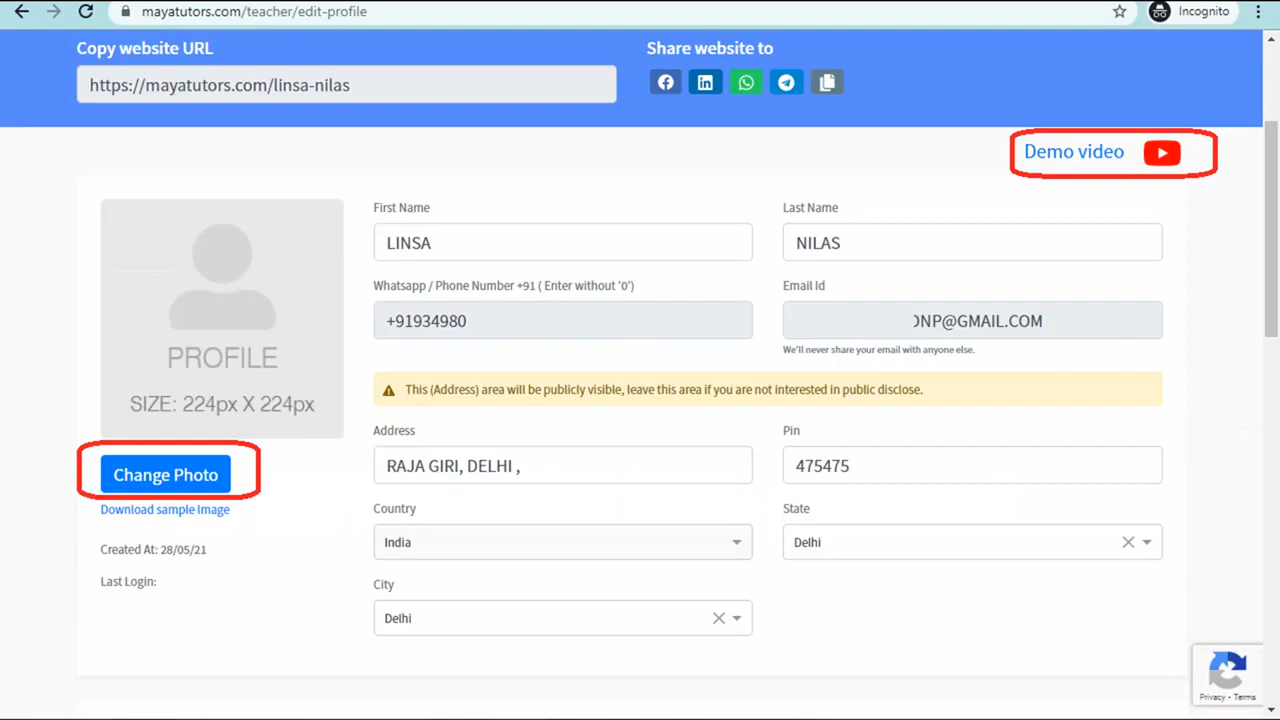 mayatutors.com/teacher/edit-profile
Incognito
Copy website URL
Share website to
https://mayatutors.com/linsa-nilas
Demo video
First Name
Last Name
LINSA
NILAS
Whatsapp / Phone Number +91 ( Enter without '0')
Email Id
+91934980
NP@GMAIL.COM
We'll never share your email with anyone else.
PROFILE
SIZE: 224px X 224px
This (Address) area will be publicly visible, leave this area if you are not interested in public disclose.
Address
Pin
RAJA GIRI, DELHI ,
475475
Change Photo
Download sample Image
Country
State
India
Delhi
Created At: 28/05/21
Last Login:
City
Delhi
Privacy - Terms